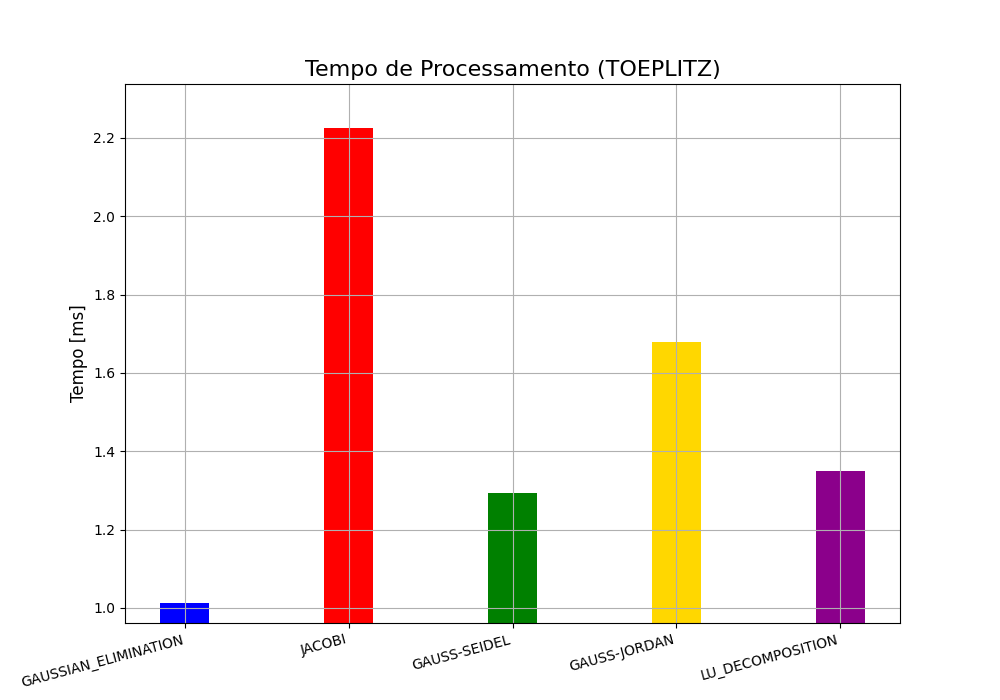 Tempo de Processamento (TOEPLITZ)
Tempo [ms]
2.2
2.0
1.8
1.6
1.4
1.2
1.0
GAUSSIAN_ELIMINATION
JACOBI
GAUSS-SEIDEL
GAUSS-JORDAN
LU_DECOMPOSITION